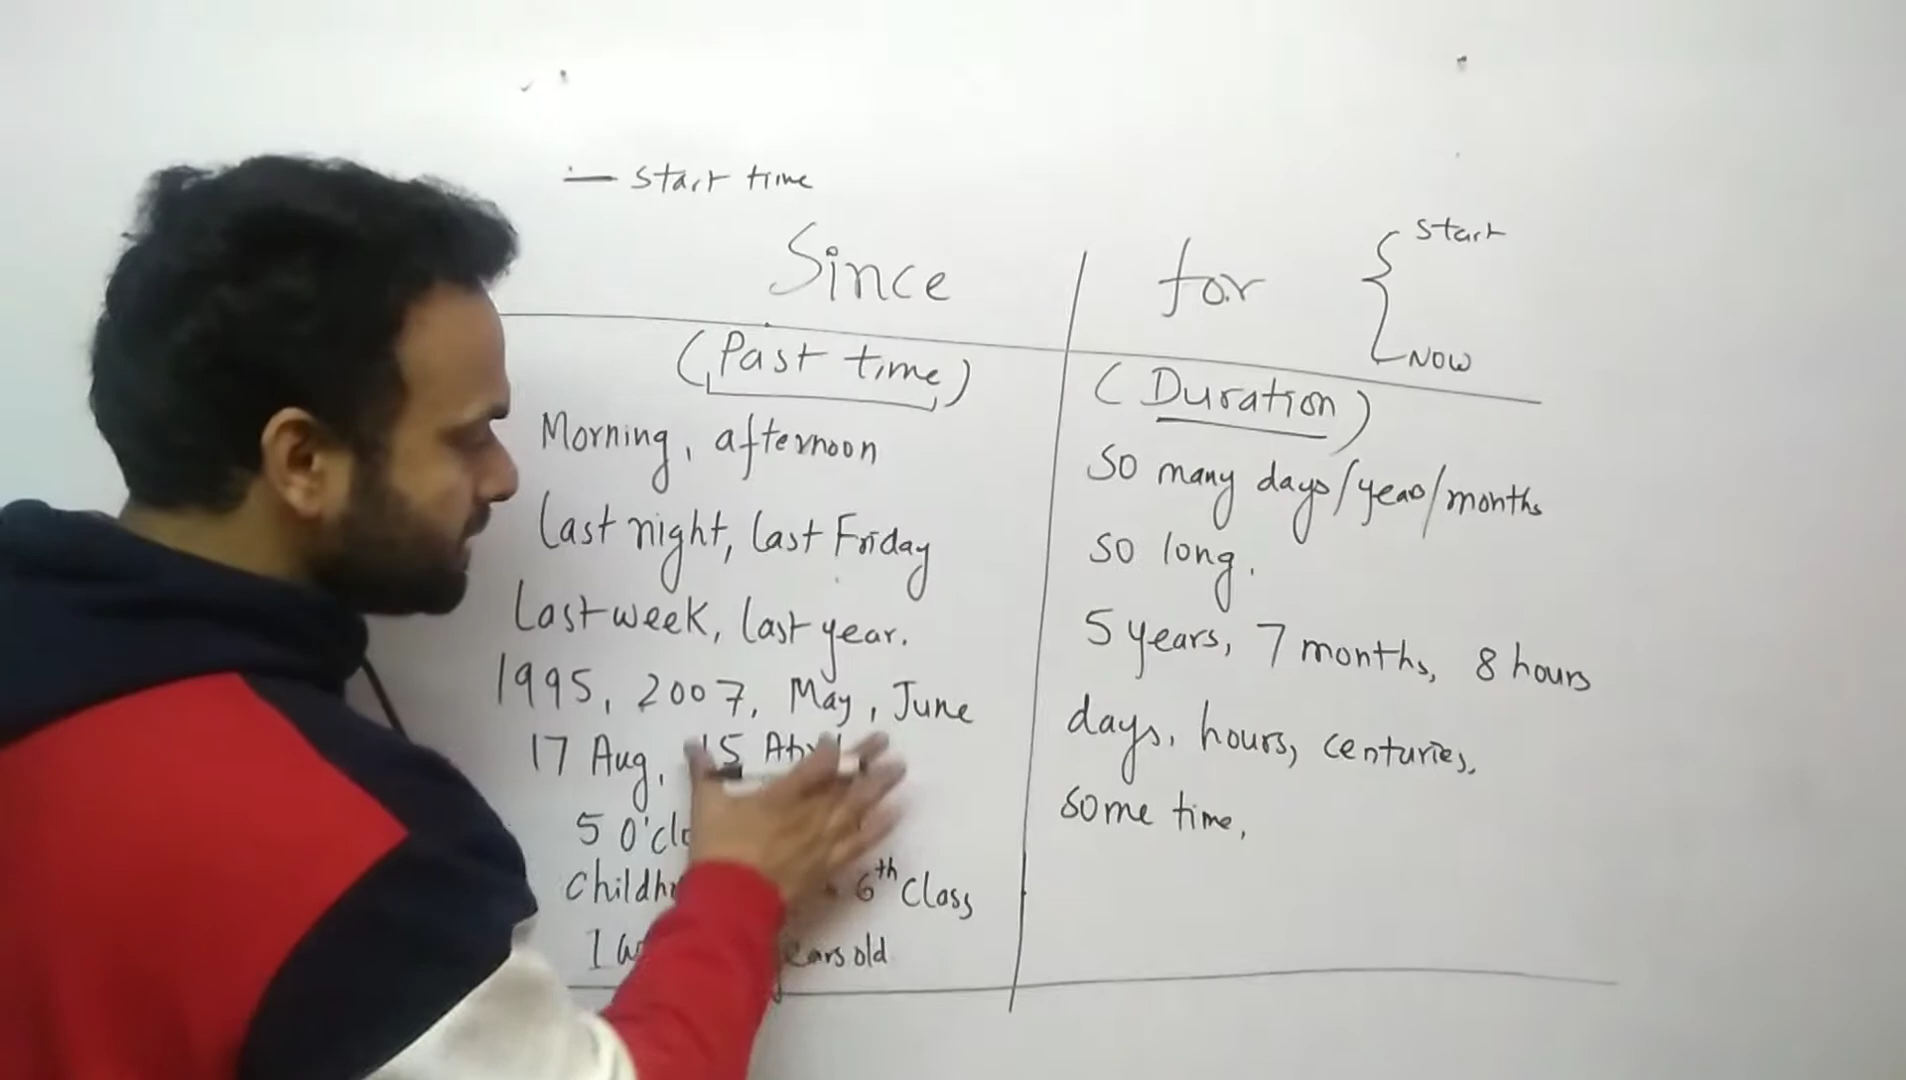 — Start time
Since
(Past time)
Morning, afternoon
last night, last Friday
Last week, last year.
1995, 2007, May, June
17 Aug, 15
5
6th Class
I old
for
Start
NOW
(Duration)
So many days/years/months
So long.
5 years, 7 months, 8 hours
days, hours, centuries,
Some time,